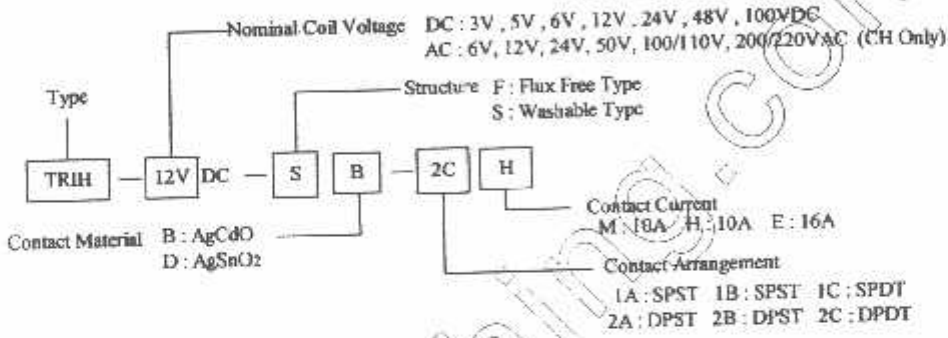 Nominal Coil Voltage DC : 3V , 5V , 6V , 12V . 24V , 48V , 100VDC
AC : 6V, 12V, 24V, 50V, 100/110V, 200/220VAC (CH Only)
Structure F : Flux Free Type
S : Washable Type
Type
TRIH — 12V DC — S B — 2C H
Contact Current
M : 10A H : 10A E : 16A
Contact Material B : AgCdO
D : AgSnO2
Contact Arrangement
1A : SPST 1B : SPST 1C : SPDT
2A : DPST 2B : DPST 2C : DPDT